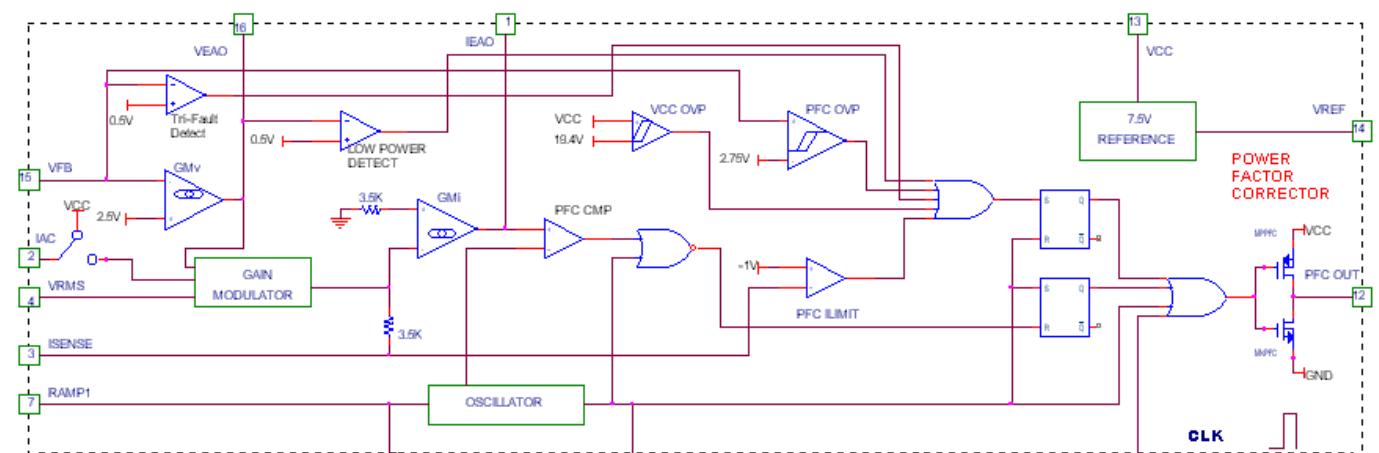 16
1
13
VEAO
IEAO
VCC
0.5V
Tri-Fault
Detect
0.5V
LOW POWER
DETECT
VCC OVP
VCC
19.4V
PFC OVP
2.75V
7.5V
REFERENCE
VREF
14
POWER
FACTOR
CORRECTOR
15
VFB
GMv
VCC
2.5V
3.5K
GMi
PFC CMP
IAC
2
GAIN
MODULATOR
VRMS
4
-1V
PFC ILIMIT
3.5K
S
Q
R
Q
S
Q
R
Q
MPPFC
VCC
PFC OUT
12
MNPFC
GND
ISENSE
3
RAMP1
7
OSCILLATOR
CLK